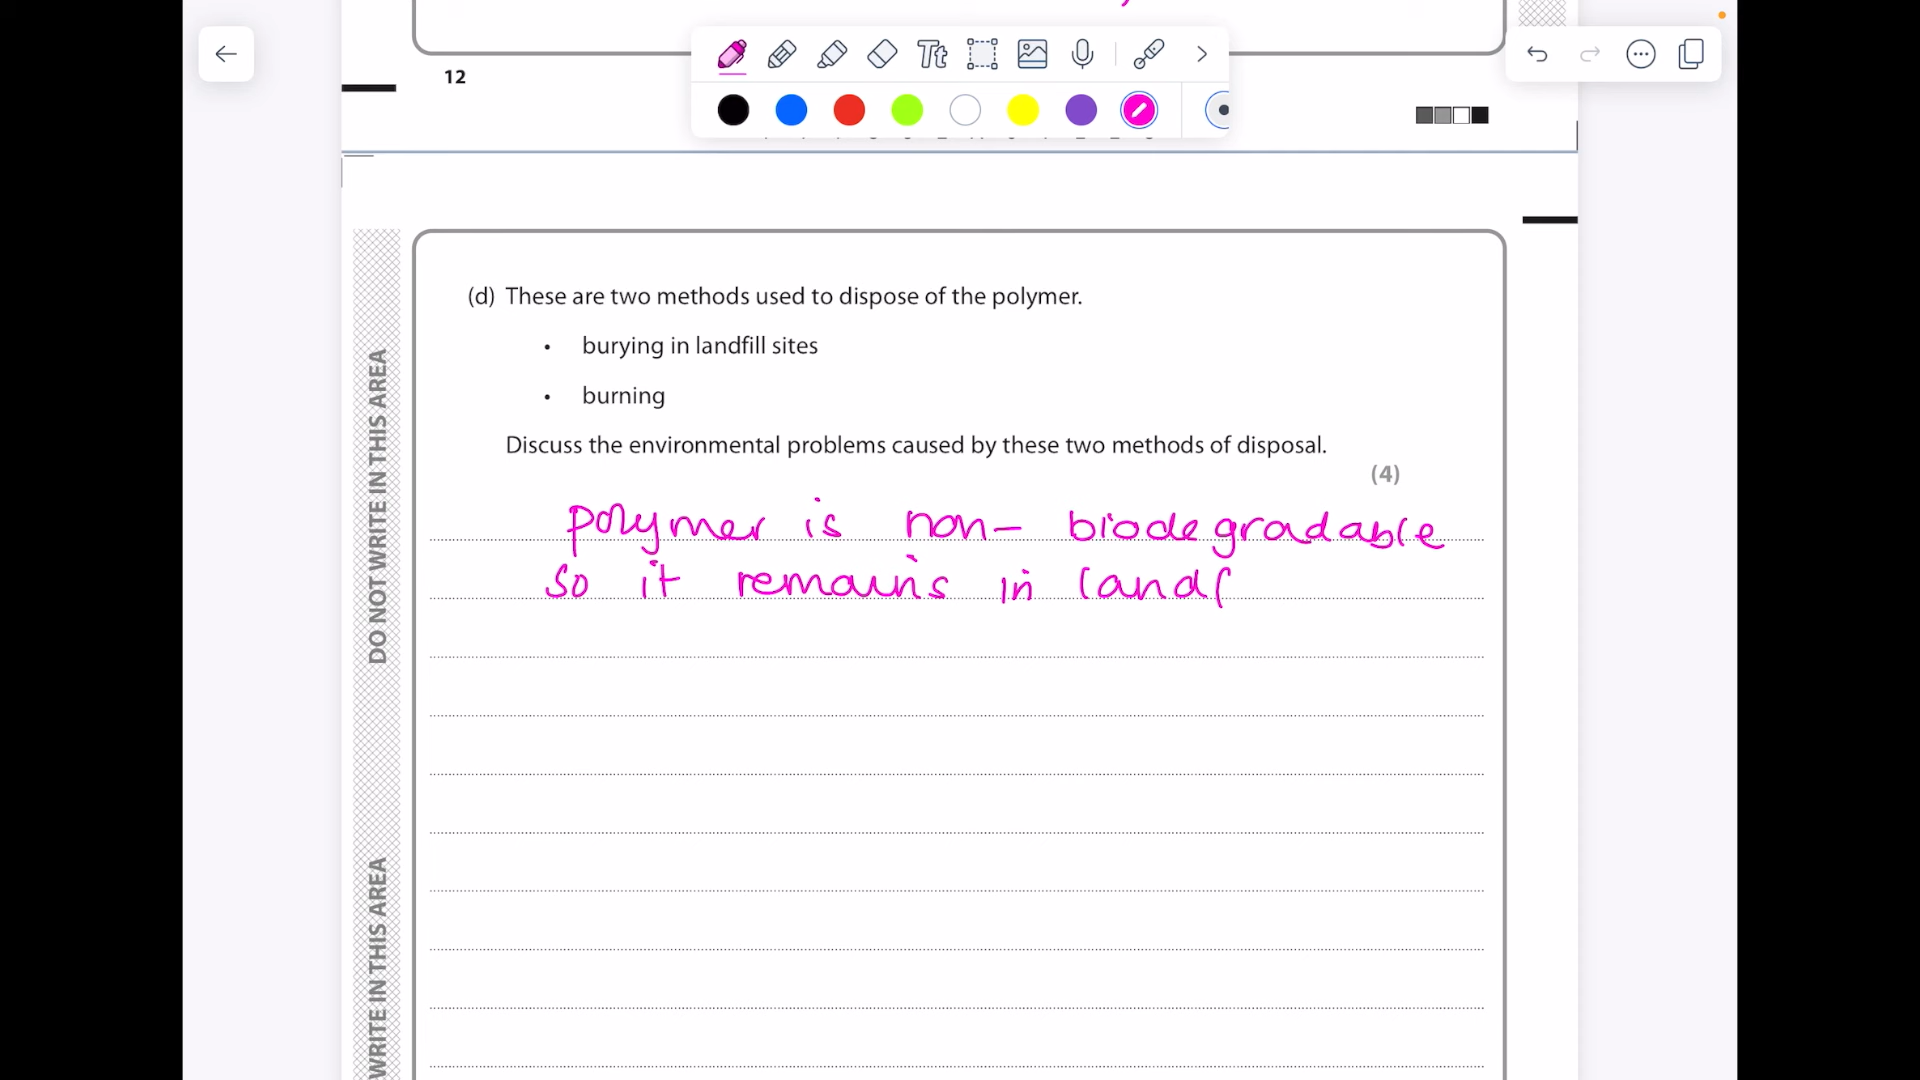 12
Tt
(d) These are two methods used to dispose of the polymer.
• burying in landfill sites
• burning
Discuss the environmental problems caused by these two methods of disposal.
(4)
polymer is non- biodegradable
so it remains in landf
DO NOT WRITE IN THIS AREA
WRITE IN THIS AREA